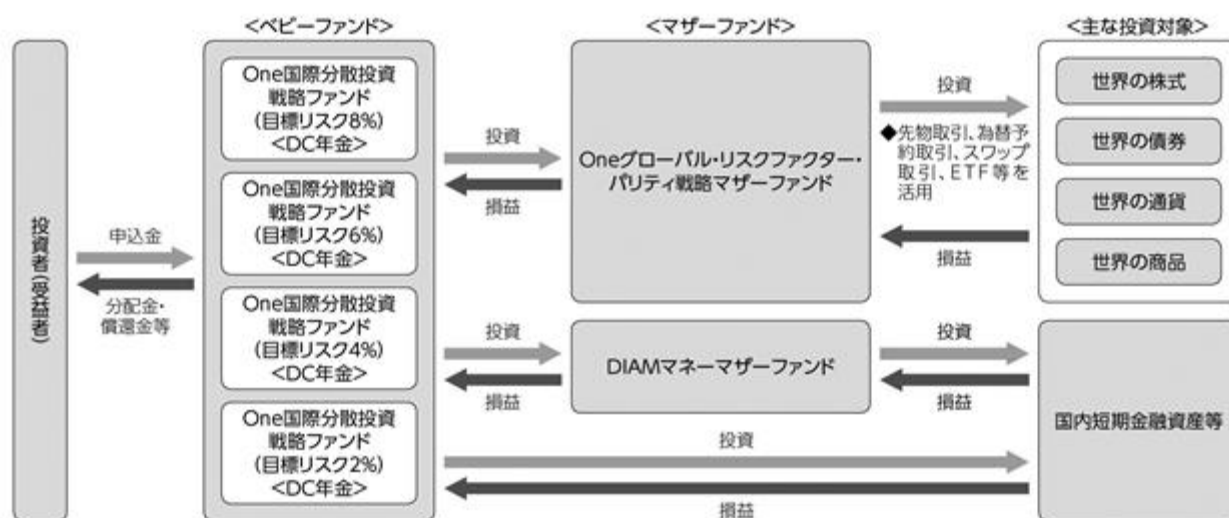 <ベビーファンド>
<マザーファンド>
<主な投資対象>
投資者(受益者)
申込金
分配金・
償還金等
One国際分散投資
戦略ファンド
(目標リスク8%)
<DC年金>
One国際分散投資
戦略ファンド
(目標リスク6%)
<DC年金>
One国際分散投資
戦略ファンド
(目標リスク4%)
<DC年金>
One国際分散投資
戦略ファンド
(目標リスク2%)
<DC年金>
投資
損益
Oneグローバル・リスクファクター・
パリティ戦略マザーファンド
投資
◆先物取引、為替予
約取引、スワップ
取引、ETF等を
活用
損益
世界の株式
世界の債券
世界の通貨
世界の商品
投資
損益
DIAMマネーマザーファンド
投資
損益
国内短期金融資産等
投資
損益